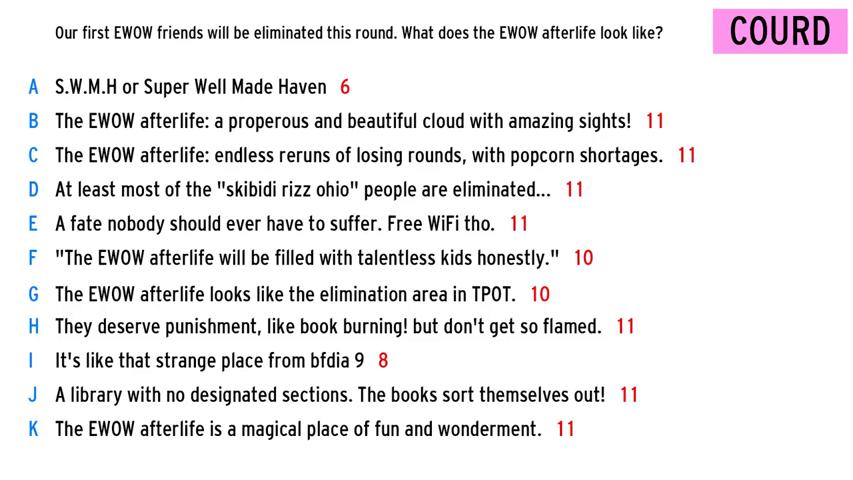 Our first EWOW friends will be eliminated this round. What does the EWOW afterlife look like?
COURD
A S.W.M.H or Super Well Made Haven 6
B The EWOW afterlife: a properous and beautiful cloud with amazing sights! 11
C The EWOW afterlife: endless reruns of losing rounds, with popcorn shortages. 11
D At least most of the "skibidi rizz ohio" people are eliminated... 11
E A fate nobody should ever have to suffer. Free WiFi tho. 11
F "The EWOW afterlife will be filled with talentless kids honestly." 10
G The EWOW afterlife looks like the elimination area in TPOT. 10
H They deserve punishment, like book burning! but don't get so flamed. 11
I It's like that strange place from bfdia 9 8
J A library with no designated sections. The books sort themselves out! 11
K The EWOW afterlife is a magical place of fun and wonderment. 11